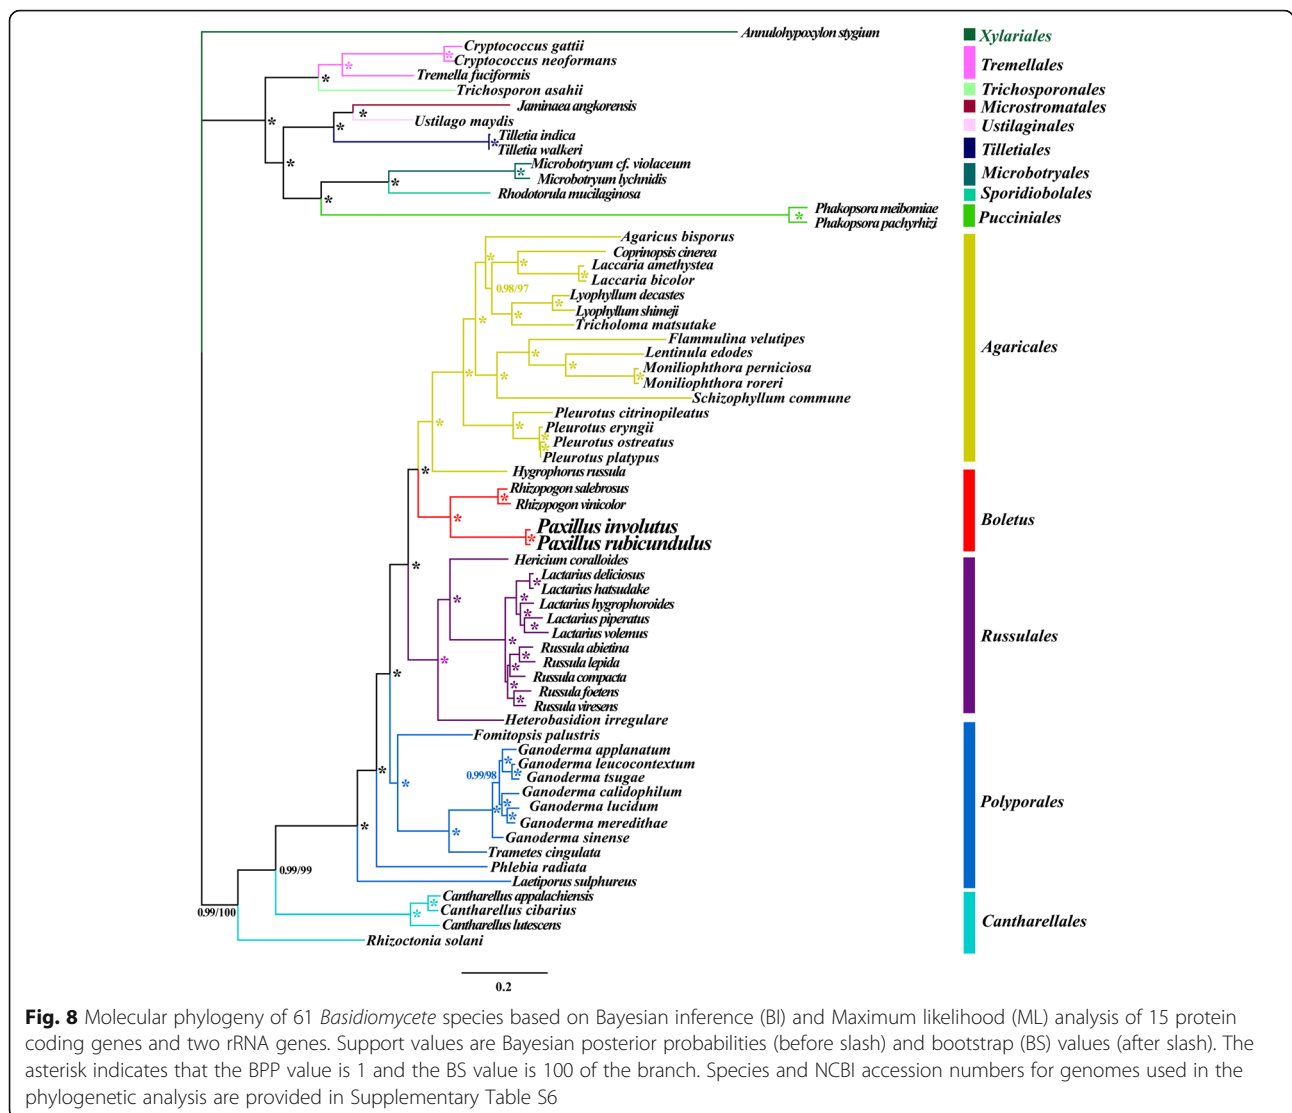 Annulohypoxylon stygium
Xylariales
Cryptococcus gattii
Cryptococcus neoformans
Tremella fuciformis
Tremellales
Trichosporon asahii
Trichosporonales
Jaminaea angkorensis
Microstromatales
Ustilago maydis
Ustilaginales
Tilletia indica
Tilletia walkeri
Tilletiales
Microbotryum cf. violaceum
Microbotryum lychnidis
Microbotryales
Rhodotorula mucilaginosa
Sporidiobolales
Phakopsora meibomiae
Phakopsora pachyrhizi
Pucciniales
Agaricus bisporus
Coprinopsis cinerea
Laccaria amethystea
Laccaria bicolor
0.98/97
Lyophyllum decastes
Lyophyllum shimeji
Tricholoma matsutake
Flammulina velutipes
Lentinula edodes
Moniliophthora perniciosa
Moniliophthora roreri
Schizophyllum commune
Pleurotus citrinopileatus
Pleurotus eryngii
Pleurotus ostreatus
Pleurotus platypus
Hygrophorus russula
Agaricales
Rhizopogon salebrosus
Rhizopogon vinicolor
Paxillus involutus
Paxillus rubicundulus
Boletus
Hericium coralloides
Lactarius deliciosus
Lactarius hatsudake
Lactarius hygrophoroides
Lactarius piperatus
Lactarius volemus
Russula abietina
Russula lepida
Russula compacta
Russula foetens
Russula viresens
Heterobasidion irregulare
Russulales
Fomitopsis palustris
Ganoderma applanatum
Ganoderma leucocontextum
0.99/98
Ganoderma tsugae
Ganoderma calidophilum
Ganoderma lucidum
Ganoderma meredithae
Ganoderma sinense
Trametes cingulata
Phlebia radiata
Laetiporus sulphureus
Polyporales
0.99/99
Cantharellus appalachiensis
Cantharellus cibarius
Cantharellus lutescens
0.99/100
Rhizoctonia solani
Cantharellales
0.2
Fig. 8 Molecular phylogeny of 61 Basidiomycete species based on Bayesian inference (BI) and Maximum likelihood (ML) analysis of 15 protein
coding genes and two rRNA genes. Support values are Bayesian posterior probabilities (before slash) and bootstrap (BS) values (after slash). The
asterisk indicates that the BPP value is 1 and the BS value is 100 of the branch. Species and NCBI accession numbers for genomes used in the
phylogenetic analysis are provided in Supplementary Table S6